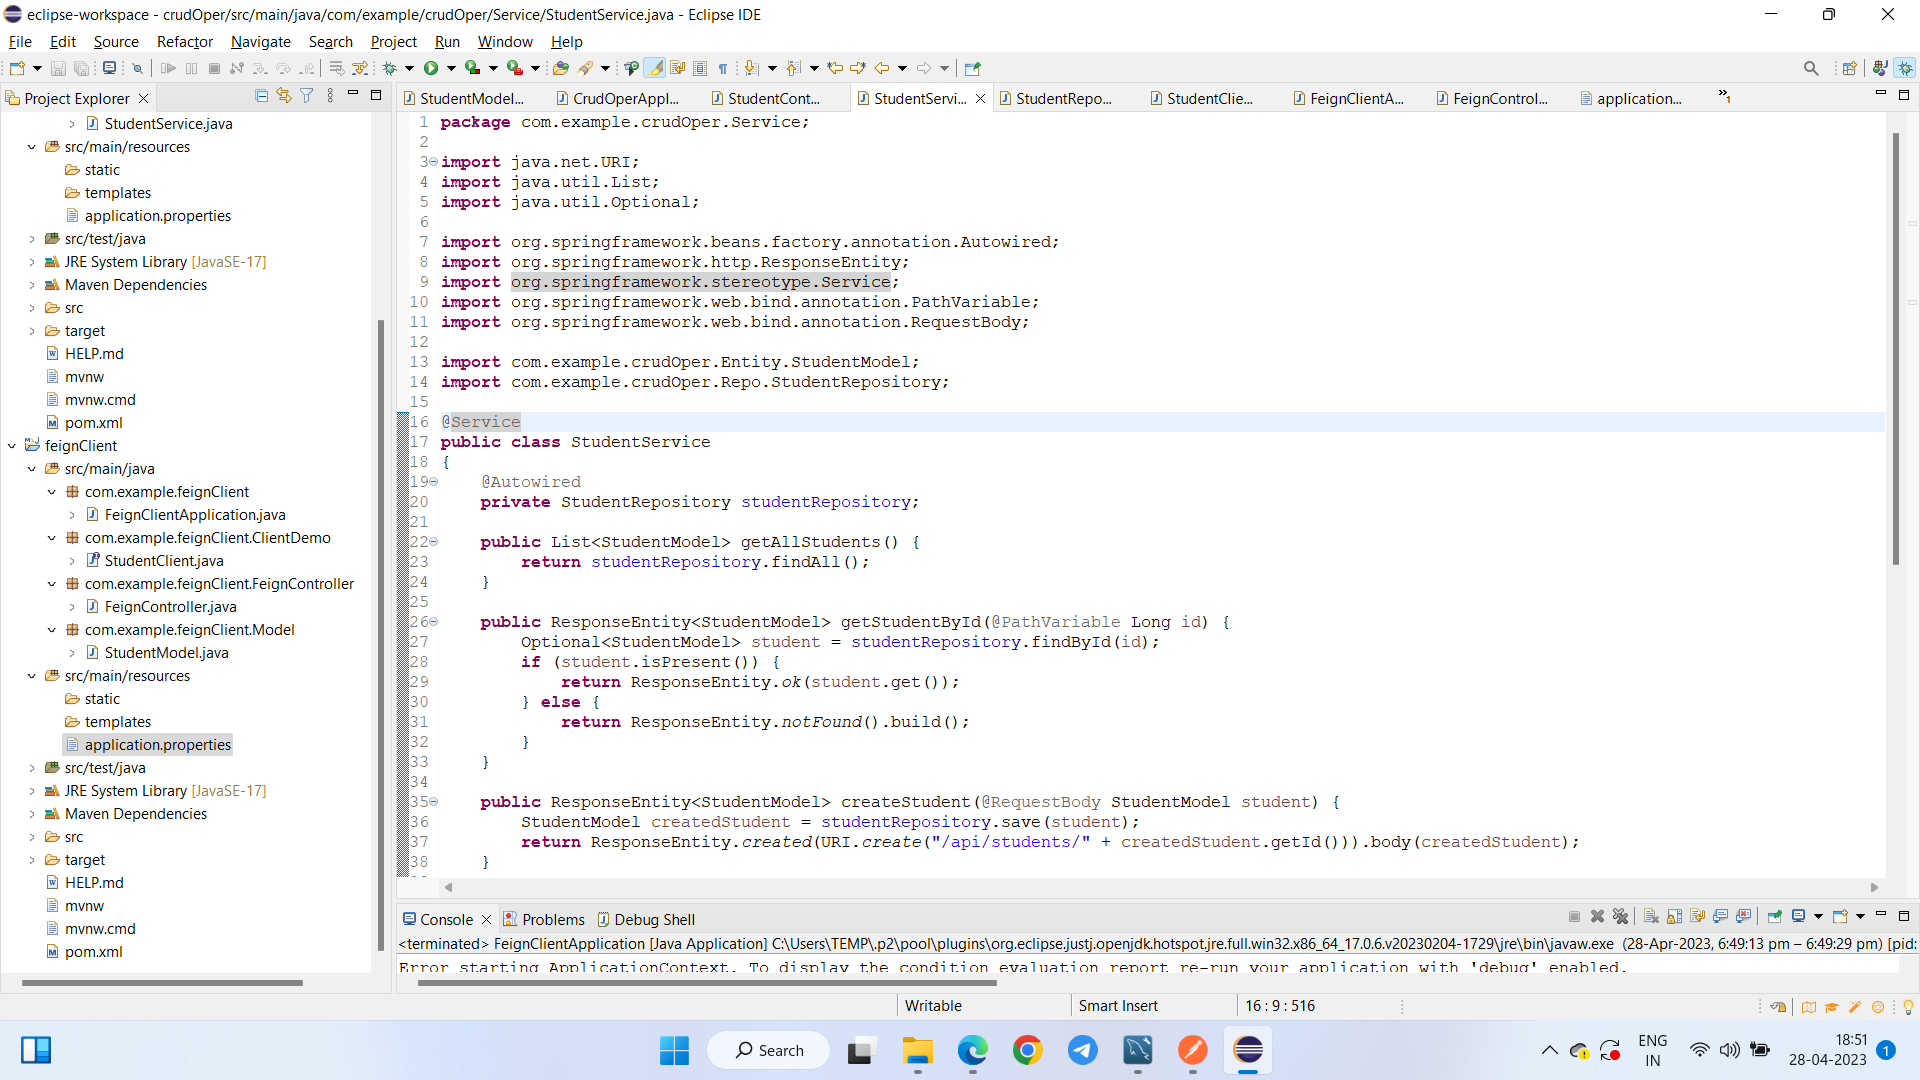 eclipse-workspace - crudOper/src/main/java/com/example/crudOper/Service/StudentService.java - Eclipse IDE
File Edit Source Refactor Navigate Search Project Run Window Help
Project Explorer
StudentModel...
CrudOperAppl...
StudentCont...
StudentServi...
StudentRepo...
StudentClie...
FeignClientA...
FeignControl...
application...
»1
StudentService.java
src/main/resources
static
templates
application.properties
src/test/java
JRE System Library [JavaSE-17]
Maven Dependencies
src
target
HELP.md
mvnw
mvnw.cmd
pom.xml
feignClient
src/main/java
com.example.feignClient
FeignClientApplication.java
com.example.feignClient.ClientDemo
StudentClient.java
com.example.feignClient.FeignController
FeignController.java
com.example.feignClient.Model
StudentModel.java
src/main/resources
static
templates
application.properties
src/test/java
JRE System Library [JavaSE-17]
Maven Dependencies
src
target
HELP.md
mvnw
mvnw.cmd
pom.xml
1 package com.example.crudOper.Service;
2
3 import java.net.URI;
4 import java.util.List;
5 import java.util.Optional;
6
7 import org.springframework.beans.factory.annotation.Autowired;
8 import org.springframework.http.ResponseEntity;
9 import org.springframework.stereotype.Service;
10 import org.springframework.web.bind.annotation.PathVariable;
11 import org.springframework.web.bind.annotation.RequestBody;
12
13 import com.example.crudOper.Entity.StudentModel;
14 import com.example.crudOper.Repo.StudentRepository;
15
16 @Service
17 public class StudentService
18 {
19 @Autowired
20 private StudentRepository studentRepository;
21
22 public List<StudentModel> getAllStudents() {
23 return studentRepository.findAll();
24 }
25
26 public ResponseEntity<StudentModel> getStudentById(@PathVariable Long id) {
27 Optional<StudentModel> student = studentRepository.findById(id);
28 if (student.isPresent()) {
29 return ResponseEntity.ok(student.get());
30 } else {
31 return ResponseEntity.notFound().build();
32 }
33 }
34
35 public ResponseEntity<StudentModel> createStudent(@RequestBody StudentModel student) {
36 StudentModel createdStudent = studentRepository.save(student);
37 return ResponseEntity.created(URI.create("/api/students/" + createdStudent.getId())).body(createdStudent);
38 }
Console Problems Debug Shell
<terminated> FeignClientApplication [Java Application] C:\Users\TEMP\.p2\pool\plugins\org.eclipse.justj.openjdk.hotspot.jre.full.win32.x86_64_17.0.6.v20230204-1729\jre\bin\javaw.exe (28-Apr-2023, 6:49:13 pm – 6:49:29 pm) [pid:
Error starting ApplicationContext. To display the condition evaluation report re-run your application with 'debug' enabled.
Writable
Smart Insert
16 : 9 : 516
Search
ENG
IN
18:51
28-04-2023
1